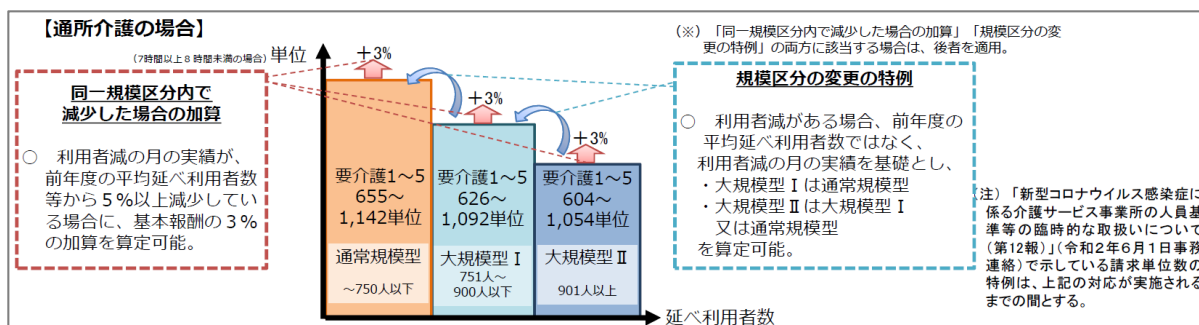 【通所介護の場合】
(7時間以上8時間未満の場合)
単位
+3%
+3%
+3%
同一規模区分内で
減少した場合の加算
○ 利用者減の月の実績が、
前年度の平均延べ利用者数
等から5%以上減少している
場合に、基本報酬の3%
の加算を算定可能。
要介護1~5
655~
1,142単位
通常規模型
~750人以下
要介護1~5
626~
1,092単位
大規模型Ⅰ
751人~
900人以下
要介護1~5
604~
1,054単位
大規模型Ⅱ
901人以上
延べ利用者数
(※) 「同一規模区分内で減少した場合の加算」「規模区分の変
更の特例」の両方に該当する場合は、後者を適用。
規模区分の変更の特例
○ 利用者減がある場合、前年度の
平均延べ利用者数ではなく、
利用者減の月の実績を基礎とし、
・大規模型Ⅰは通常規模型
・大規模型Ⅱは大規模型Ⅰ
又は通常規模型
を算定可能。
(注) 「新型コロナウイルス感染症に
係る介護サービス事業所の人員基
準等の臨時的な取扱いについて
(第12報)」(令和2年6月1日事務
連絡)で示している請求単位数の
特例は、上記の対応が実施される
までの間とする。